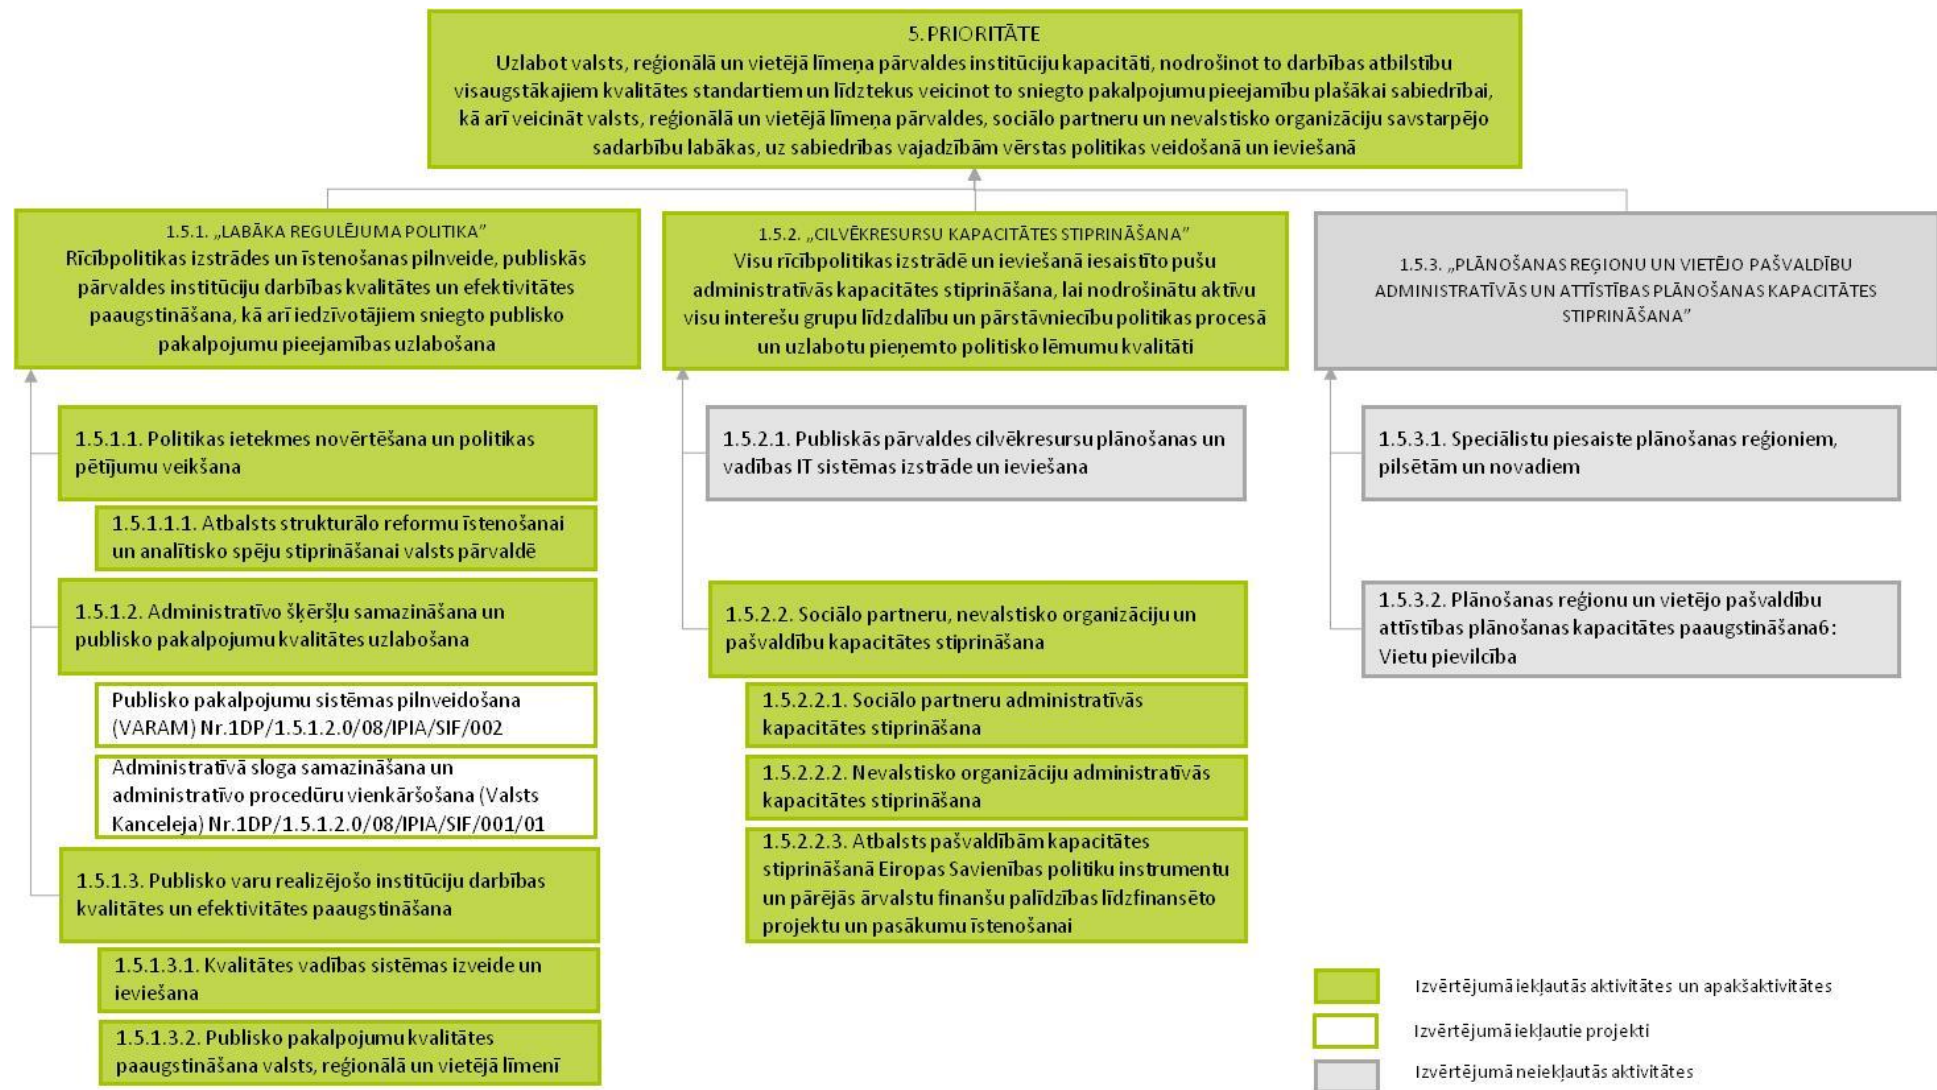 5. PRIORITĀTE
Uzlabot valsts, reģionālā un vietējā līmeņa pārvaldes institūciju kapacitāti, nodrošinot to darbības atbilstību
visaugstākajiem kvalitātes standartiem un līdztekus veicinot to sniegto pakalpojumu pieejamību plašākai sabiedrībai,
kā arī veicināt valsts, reģionālā un vietējā līmeņa pārvaldes, sociālo partneru un nevalstisko organizāciju savstarpējo
sadarbību labākas, uz sabiedrības vajadzībām vērstas politikas veidošanā un ieviešanā
1.5.1. „LABĀKA REGULĒJUMA POLITIKA”
Rīcībpolitikas izstrādes un īstenošanas pilnveide, publiskās
pārvaldes institūciju darbības kvalitātes un efektivitātes
paaugstināšana, kā arī iedzīvotājiem sniegto publisko
pakalpojumu pieejamības uzlabošana
1.5.1.1. Politikas ietekmes novērtēšana un politikas
pētījumu veikšana
1.5.1.1.1. Atbalsts strukturālo reformu īstenošanai
un analītisko spēju stiprināšanai valsts pārvaldē
1.5.1.2. Administratīvo šķēršļu samazināšana un
publisko pakalpojumu kvalitātes uzlabošana
Publisko pakalpojumu sistēmas pilnveidošana
(VARAM) Nr.1DP/1.5.1.2.0/08/IPIA/SIF/002
Administratīvā sloga samazināšana un
administratīvo procedūru vienkāršošana (Valsts
Kanceleja) Nr.1DP/1.5.1.2.0/08/IPIA/SIF/001/01
1.5.1.3. Publisko varu realizējošo institūciju darbības
kvalitātes un efektivitātes paaugstināšana
1.5.1.3.1. Kvalitātes vadības sistēmas izveide un
ieviešana
1.5.1.3.2. Publisko pakalpojumu kvalitātes
paaugstināšana valsts, reģionālā un vietējā līmenī
1.5.2. „CILVĒKRESURSU KAPACITĀTES STIPRINĀŠANA”
Visu rīcībpolitikas izstrādē un ieviešanā iesaistīto pušu
administratīvās kapacitātes stiprināšana, lai nodrošinātu aktīvu
visu interešu grupu līdzdalību un pārstāvniecību politikas procesā
un uzlabotu pieņemto politisko lēmumu kvalitāti
1.5.2.1. Publiskās pārvaldes cilvēkresursu plānošanas un
vadības IT sistēmas izstrāde un ieviešana
1.5.2.2. Sociālo partneru, nevalstisko organizāciju un
pašvaldību kapacitātes stiprināšana
1.5.2.2.1. Sociālo partneru administratīvās
kapacitātes stiprināšana
1.5.2.2.2. Nevalstisko organizāciju administratīvās
kapacitātes stiprināšana
1.5.2.2.3. Atbalsts pašvaldībām kapacitātes
stiprināšanā Eiropas Savienības politiku instrumentu
un pārējās ārvalstu finanšu palīdzības līdzfinansēto
projektu un pasākumu īstenošanai
1.5.3. „PLĀNOŠANAS REĢIONU UN VIETĒJO PAŠVALDĪBU
ADMINISTRATĪVĀS UN ATTĪSTĪBAS PLĀNOŠANAS KAPACITĀTES
STIPRINĀŠANA”
1.5.3.1. Speciālistu piesaiste plānošanas reģioniem,
pilsētām un novadiem
1.5.3.2. Plānošanas reģionu un vietējo pašvaldību
attīstības plānošanas kapacitātes paaugstināšana6:
Vietu pievilcība
Izvērtējumā iekļautās aktivitātes un apakšaktivitātes
Izvērtējumā iekļautie projekti
Izvērtējumā neiekļautās aktivitātes